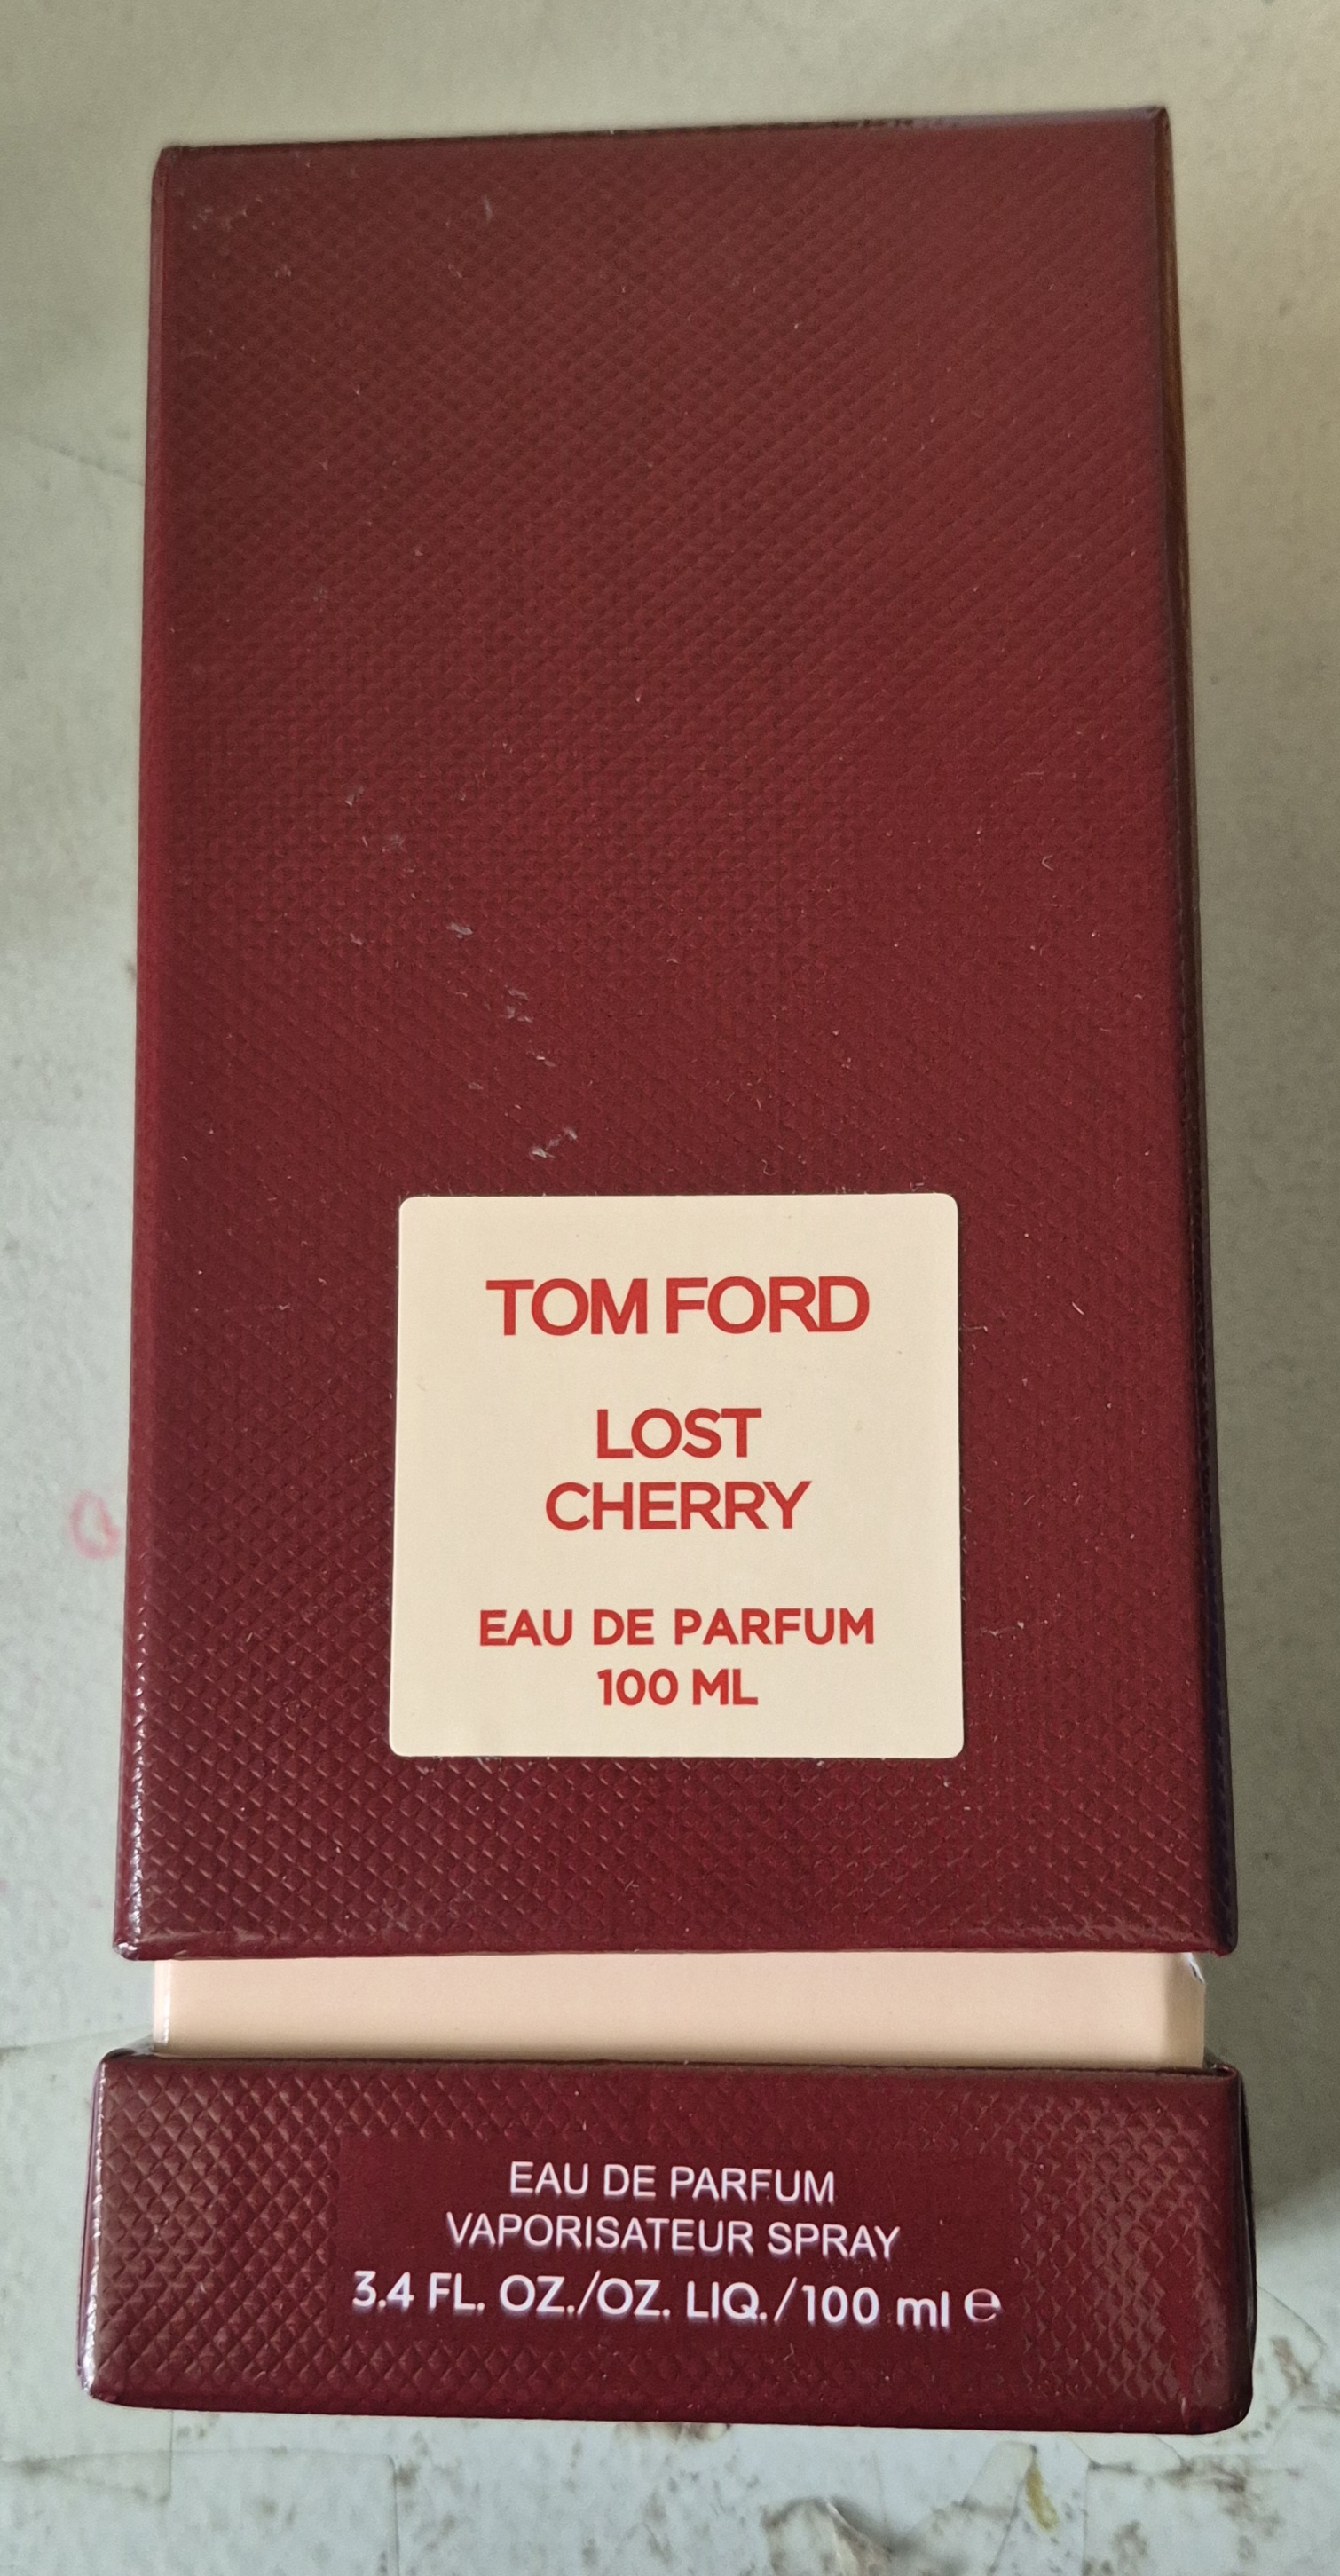 TOM FORD
LOST
CHERRY
EAU DE PARFUM
100 ML
EAU DE PARFUM
VAPORISATEUR SPRAY
3.4 FL. OZ./OZ. LIQ./100 ml ℮